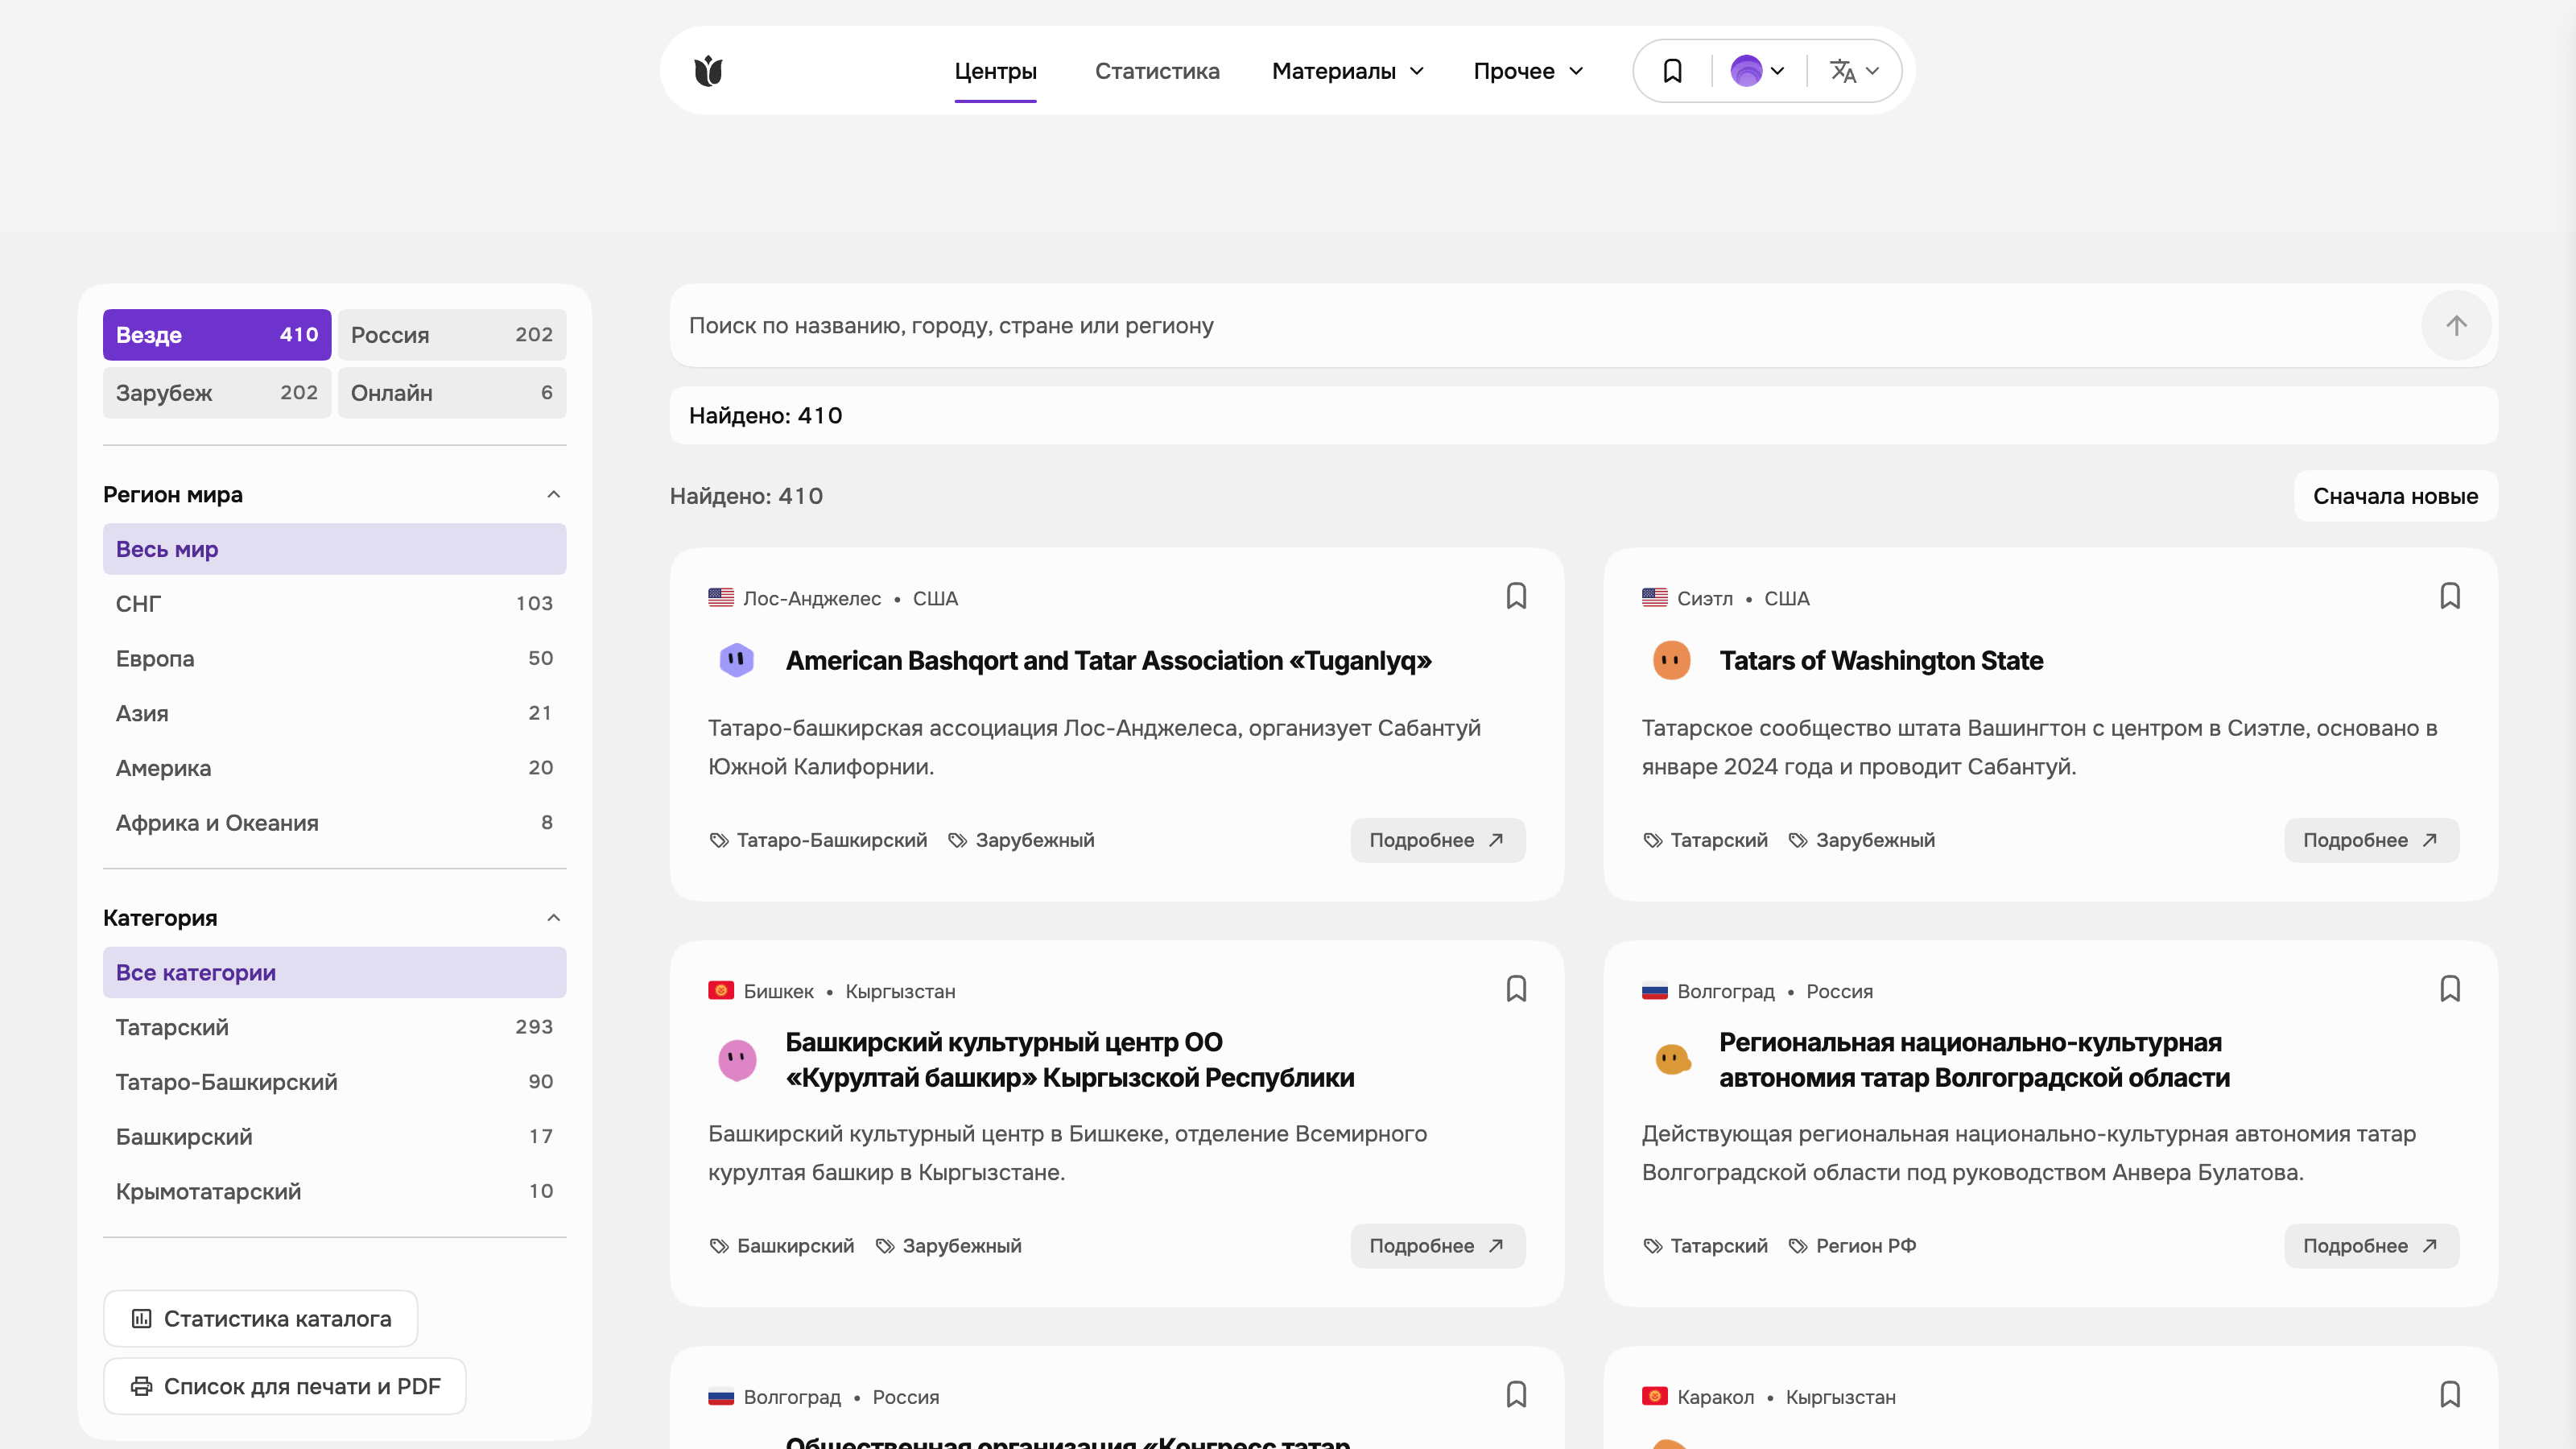 Центры
Статистика
Материалы
Прочее
Везде 410
Россия 202
Зарубеж 202
Онлайн 6
Регион мира
Весь мир
СНГ 103
Европа 50
Азия 21
Америка 20
Африка и Океания 8
Категория
Все категории
Татарский 293
Татаро-Башкирский 90
Башкирский 17
Крымотатарский 10
Статистика каталога
Список для печати и PDF
Поиск по названию, городу, стране или региону
Найдено: 410
Найдено: 410
Сначала новые
Лос-Анджелес • США
American Bashqort and Tatar Association «Tuganlyq»
Татаро-башкирская ассоциация Лос-Анджелеса, организует Сабантуй
Южной Калифорнии.
Татаро-Башкирский Зарубежный
Подробнее
Сиэтл • США
Tatars of Washington State
Татарское сообщество штата Вашингтон с центром в Сиэтле, основано в
январе 2024 года и проводит Сабантуй.
Татарский Зарубежный
Подробнее
Бишкек • Кыргызстан
Башкирский культурный центр ОО
«Курултай башкир» Кыргызской Республики
Башкирский культурный центр в Бишкеке, отделение Всемирного
курултая башкир в Кыргызстане.
Башкирский Зарубежный
Подробнее
Волгоград • Россия
Региональная национально-культурная
автономия татар Волгоградской области
Действующая региональная национально-культурная автономия татар
Волгоградской области под руководством Анвера Булатова.
Татарский Регион РФ
Подробнее
Волгоград • Россия
Общественная организация «Конгресс татар
Каракол • Кыргызстан